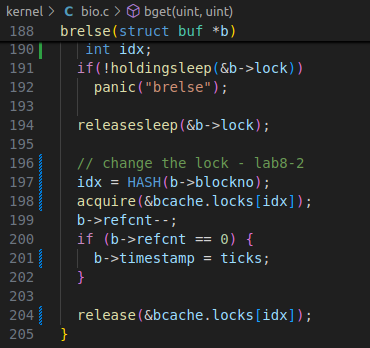 kernel > C bio.c > bget(uint, uint)
188 brelse(struct buf *b)
190 int idx;
191 if(!holdingsleep(&b->lock))
192 panic("brelse");
193
194 releasesleep(&b->lock);
195
196 // change the lock - lab8-2
197 idx = HASH(b->blockno);
198 acquire(&bcache.locks[idx]);
199 b->refcnt--;
200 if (b->refcnt == 0) {
201 b->timestamp = ticks;
202 }
203
204 release(&bcache.locks[idx]);
205 }